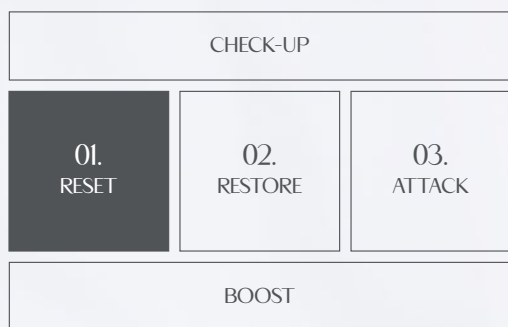 CHECK-UP
01. 02. 03.
RESET RESTORE ATTACK
BOOST